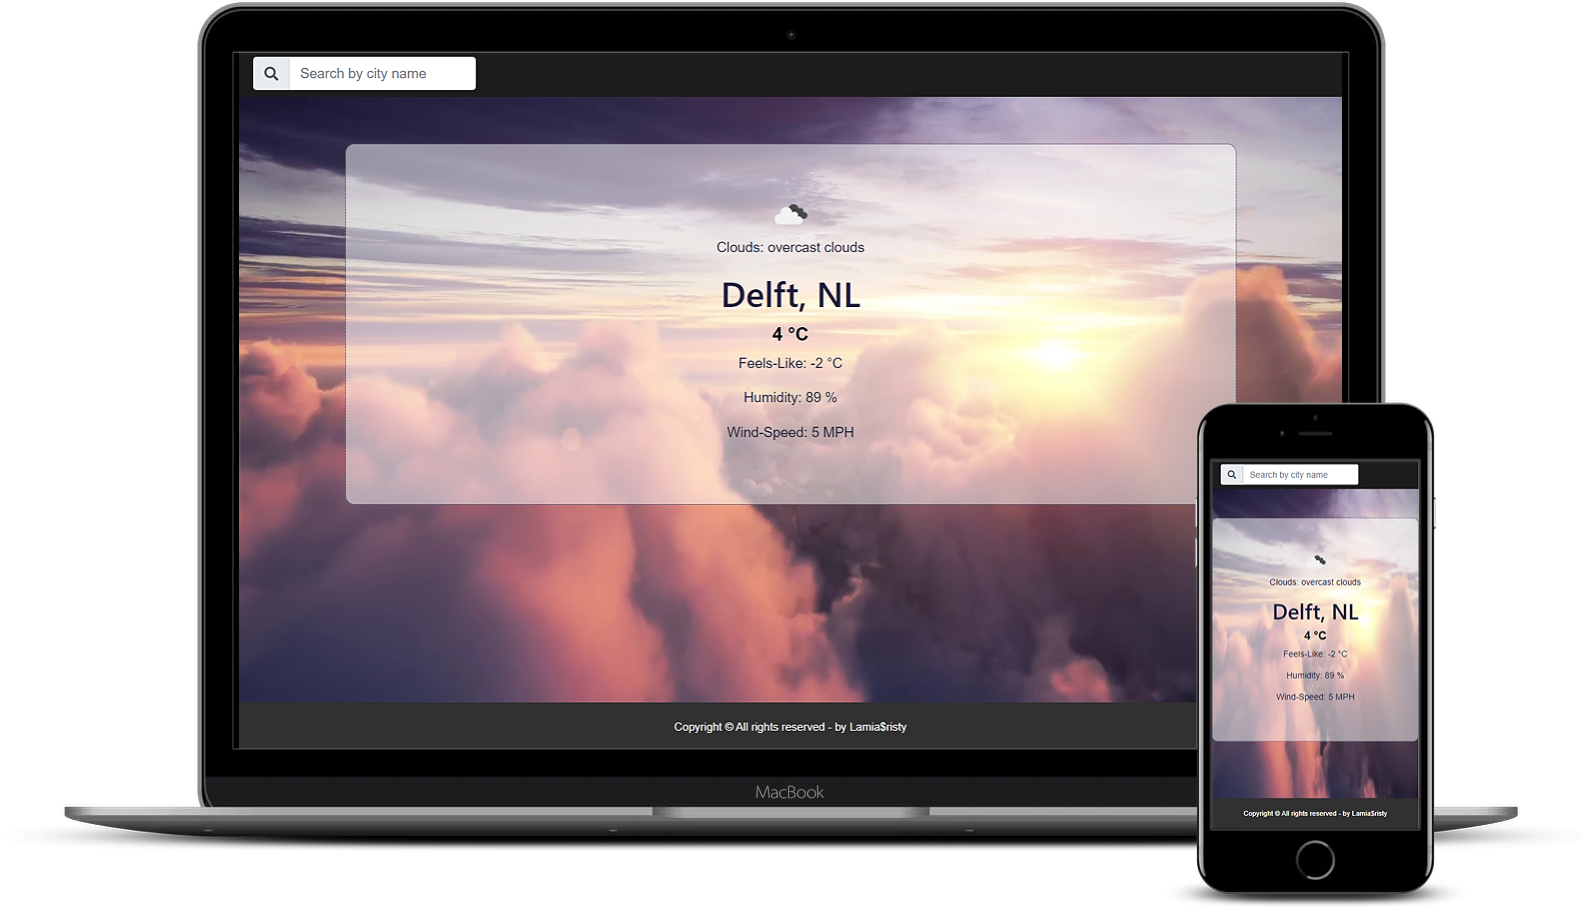 Search by city name
Clouds: overcast clouds
Delft, NL
4 °C
Feels-Like: -2 °C
Humidity: 89 %
Wind-Speed: 5 MPH
Copyright © All rights reserved - by Lamia$risty
MacBook
Search by city name
Clouds: overcast clouds
Delft, NL
4 °C
Feels-Like: -2 °C
Humidity: 89 %
Wind-Speed: 5 MPH
Copyright © All rights reserved - by Lamia$risty